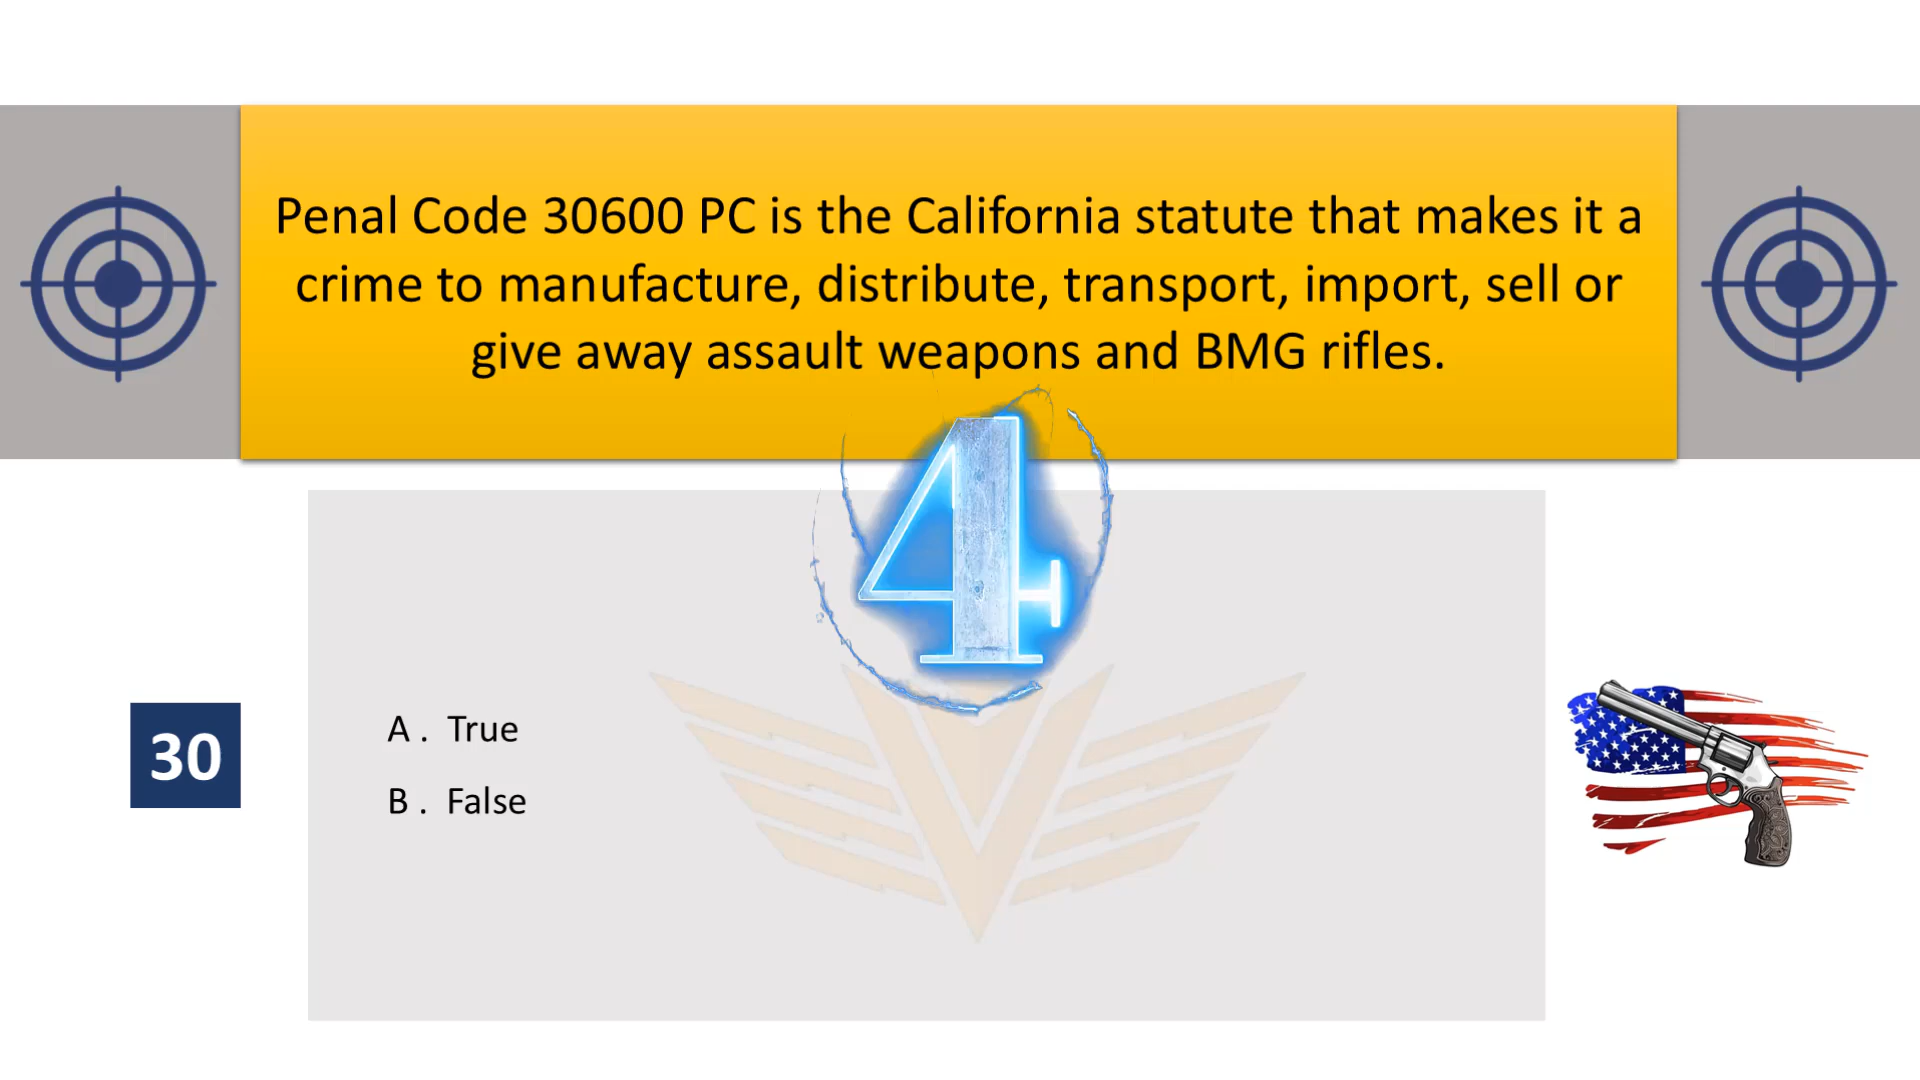 Penal Code 30600 PC is the California statute that makes it a
crime to manufacture, distribute, transport, import, sell or
give away assault weapons and BMG rifles.
4
30
A . True
B . False